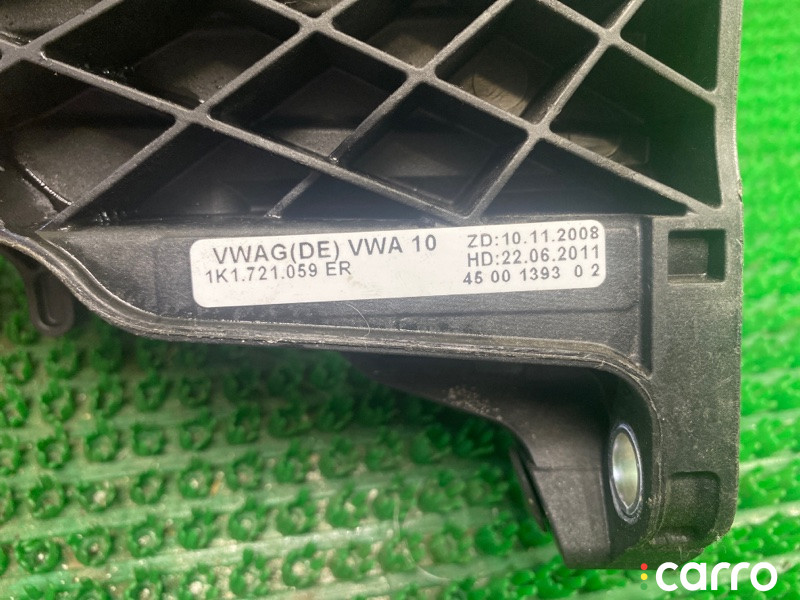 VWAG(DE) VWA 10
1K1.721.059 ER
ZD:10.11.2008
HD:22.06.2011
45 00 1393 0 2
carro